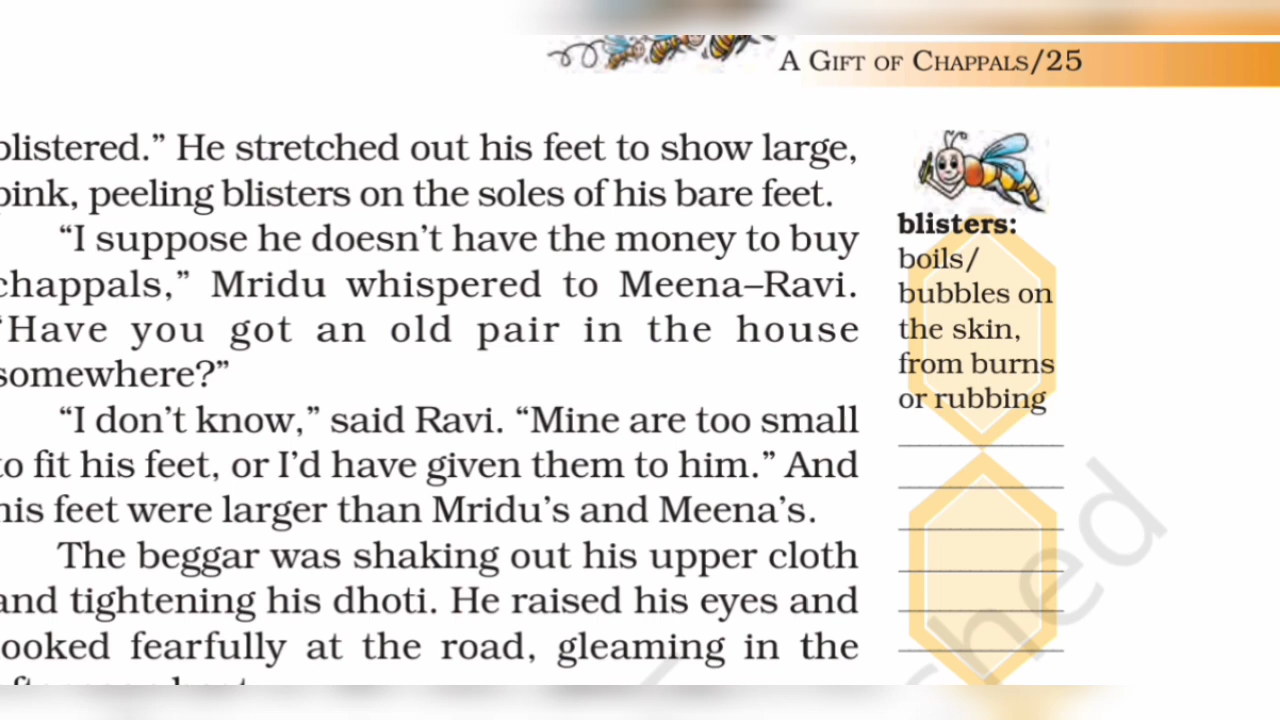 A GIFT OF CHAPPALS/25
blistered.” He stretched out his feet to show large,
pink, peeling blisters on the soles of his bare feet.
“I suppose he doesn’t have the money to buy
chappals,” Mridu whispered to Meena–Ravi.
“Have you got an old pair in the house
somewhere?”
“I don’t know,” said Ravi. “Mine are too small
to fit his feet, or I’d have given them to him.” And
his feet were larger than Mridu’s and Meena’s.
The beggar was shaking out his upper cloth
and tightening his dhoti. He raised his eyes and
looked fearfully at the road, gleaming in the
blisters:
boils/
bubbles on
the skin,
from burns
or rubbing